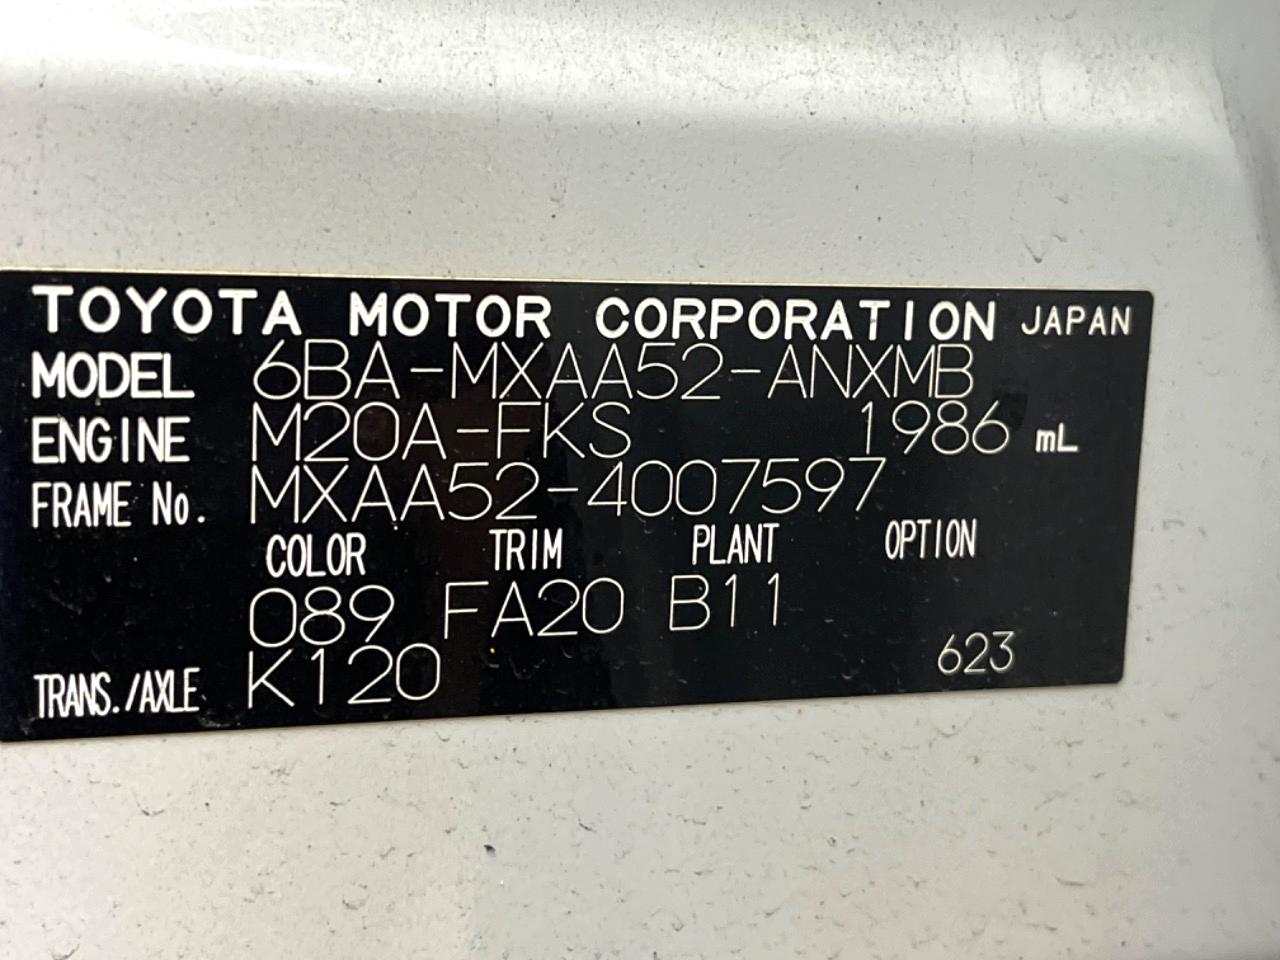 TOYOTA MOTOR CORPORATION JAPAN
MODEL 6BA-MXAA52-ANXMB
ENGINE M20A-FKS 1986 mL
FRAME No. MXAA52-4007597
COLOR TRIM PLANT OPTION
089 FA20 B11
TRANS./AXLE K120 623